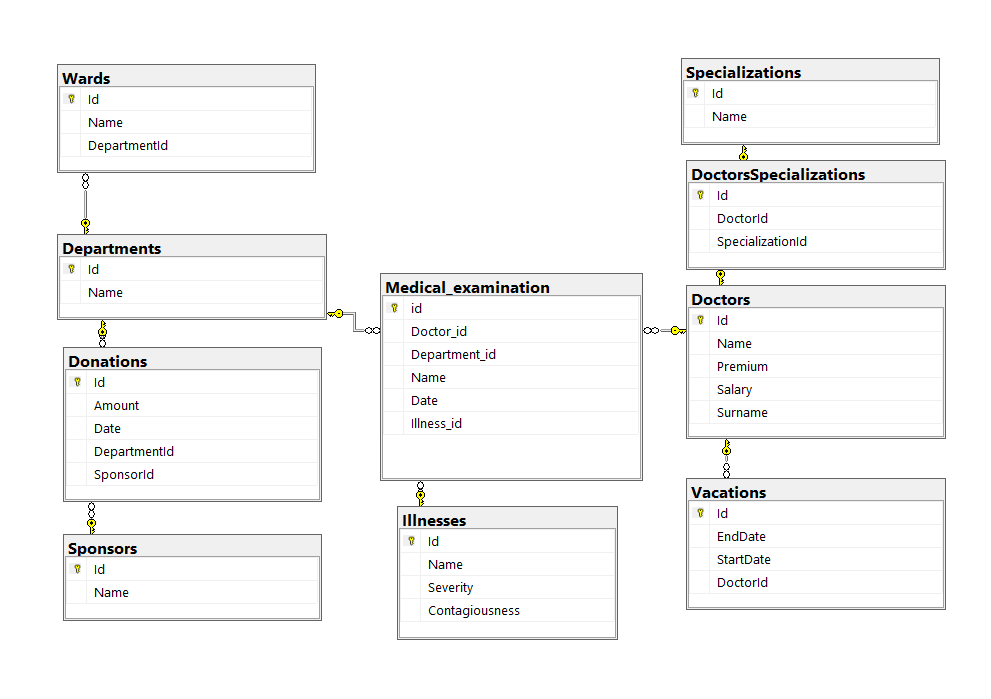 Wards
Id
Name
DepartmentId
Departments
Id
Name
Donations
Id
Amount
Date
DepartmentId
SponsorId
Sponsors
Id
Name
Medical_examination
id
Doctor_id
Department_id
Name
Date
Illness_id
Illnesses
Id
Name
Severity
Contagiousness
Specializations
Id
Name
DoctorsSpecializations
Id
DoctorId
SpecializationId
Doctors
Id
Name
Premium
Salary
Surname
Vacations
Id
EndDate
StartDate
DoctorId